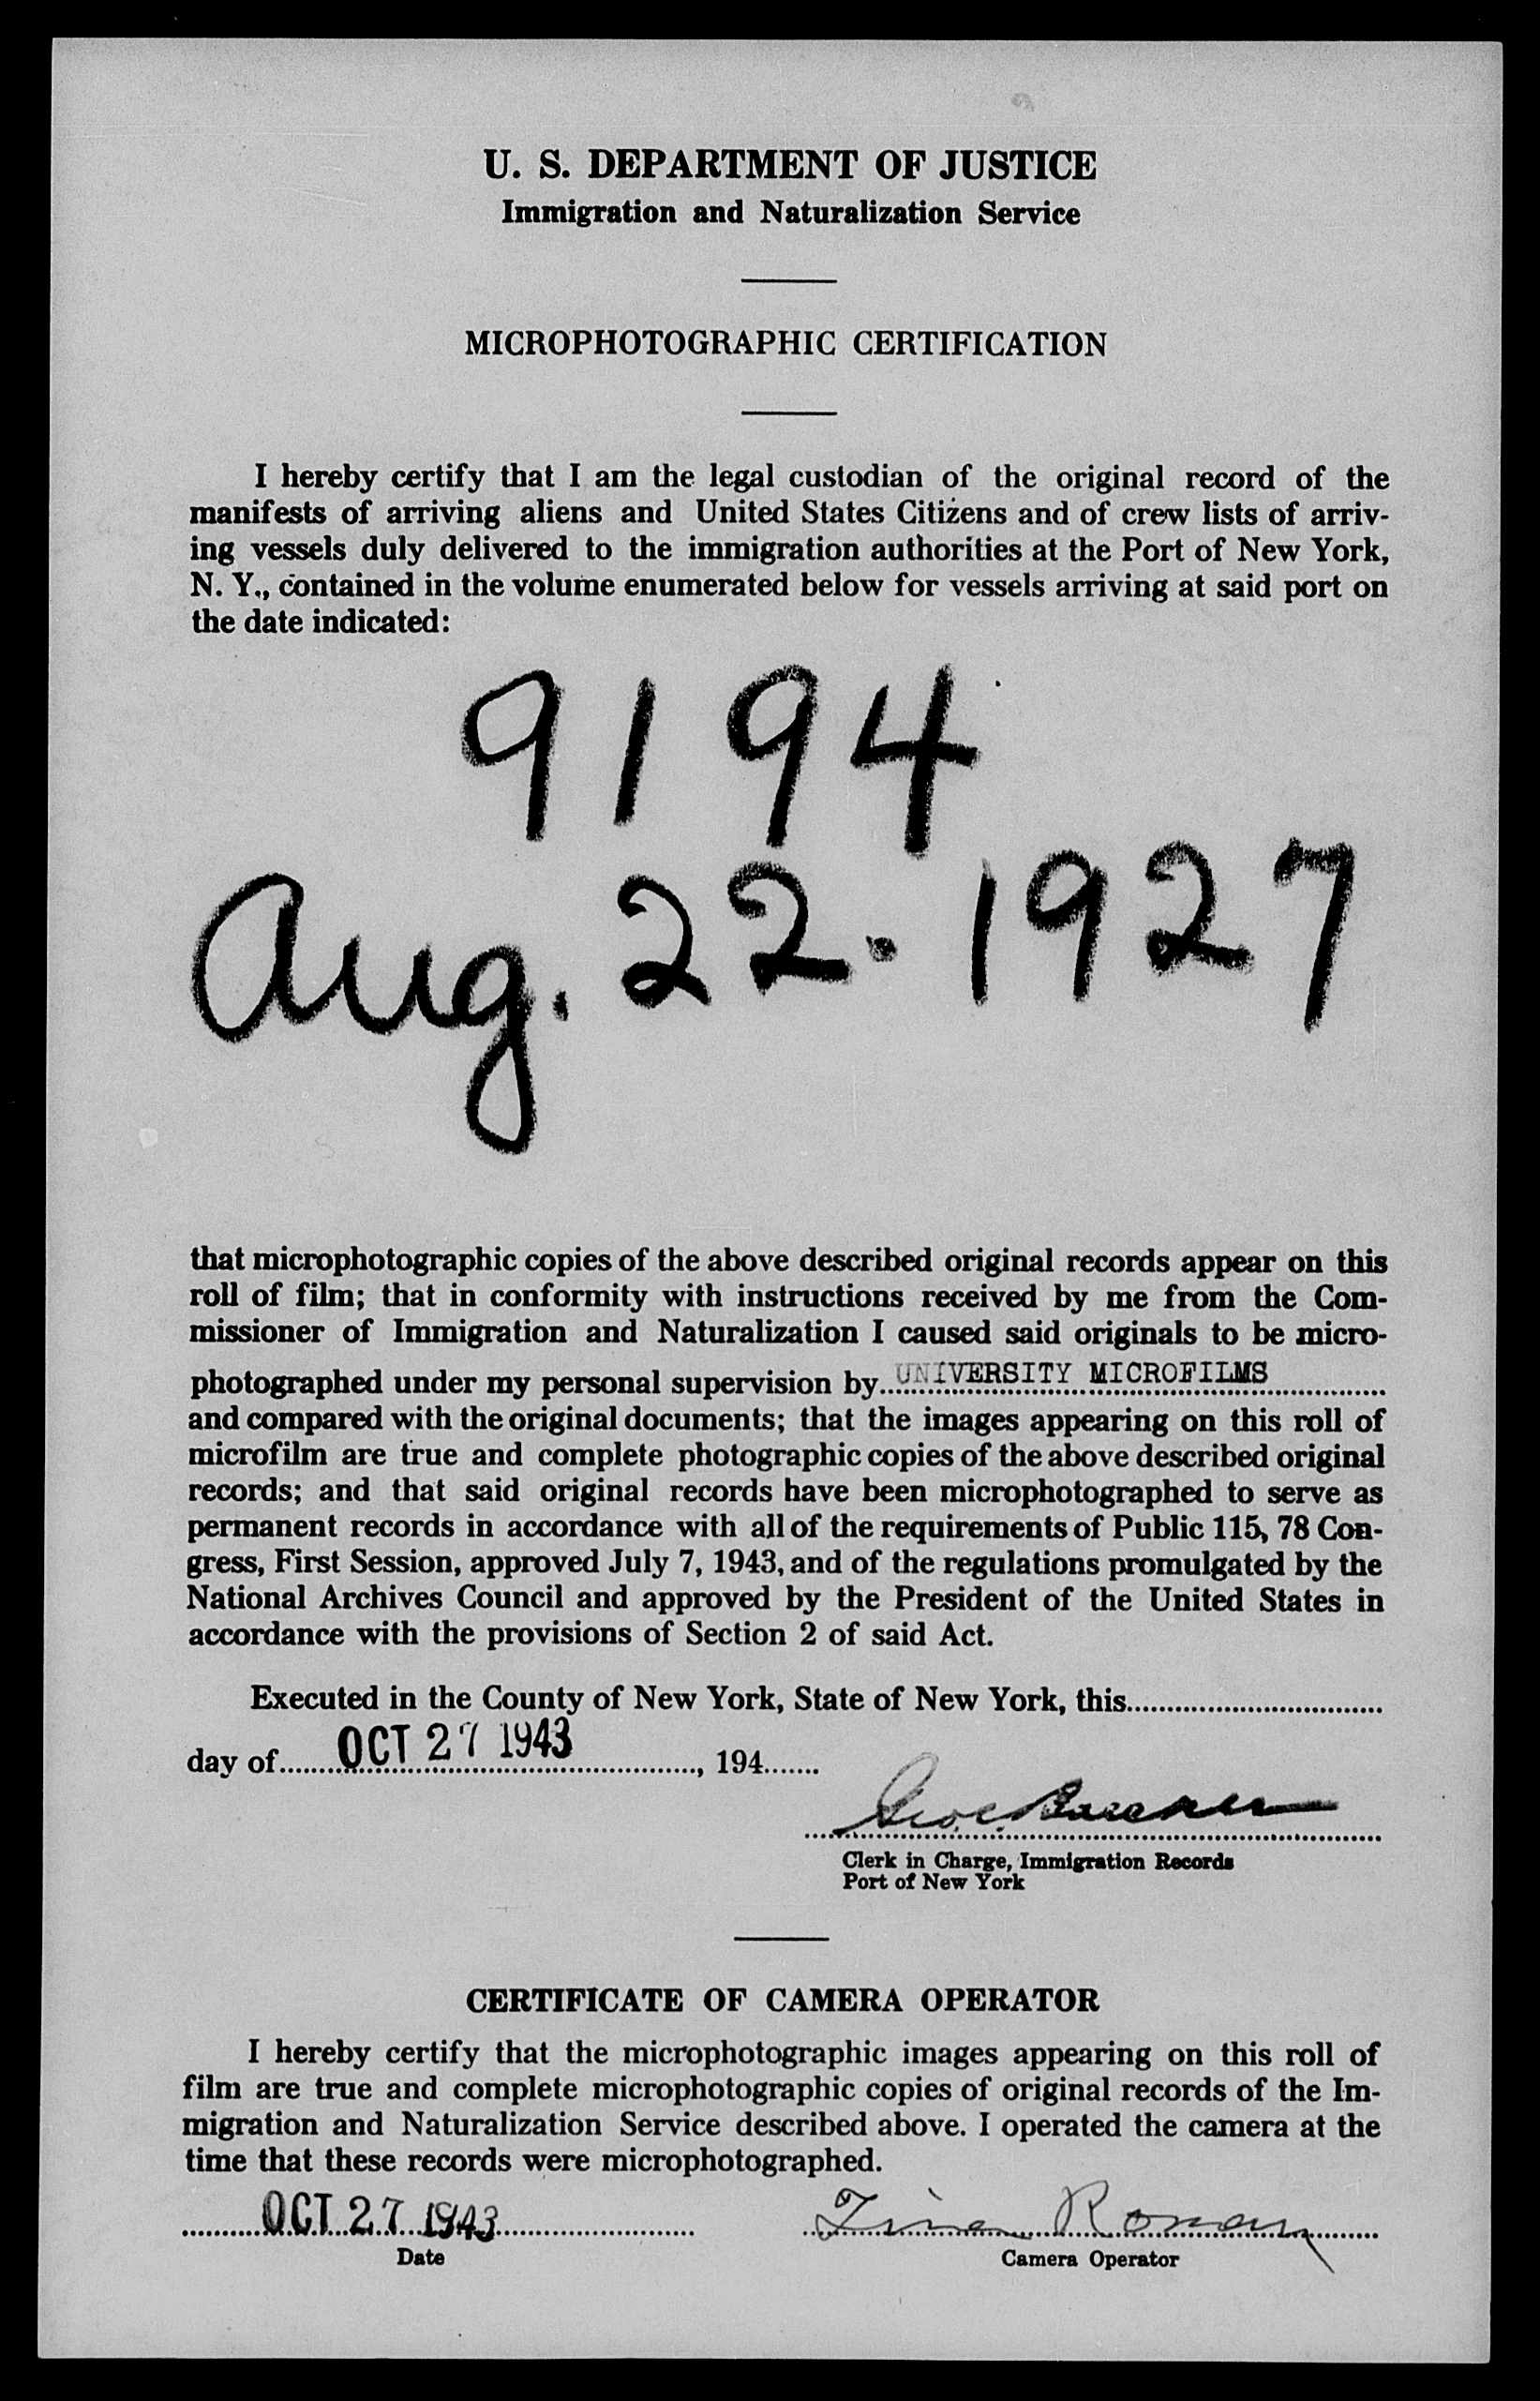 U. S. DEPARTMENT OF JUSTICE
Immigration and Naturalization Service
MICROPHOTOGRAPHIC CERTIFICATION
I hereby certify that I am the legal custodian of the original record of the
manifests of arriving aliens and United States Citizens and of crew lists of arriv-
ing vessels duly delivered to the immigration authorities at the Port of New York,
N. Y., contained in the volume enumerated below for vessels arriving at said port on
the date indicated:
9194
Aug. 22. 1927
that microphotographic copies of the above described original records appear on this
roll of film; that in conformity with instructions received by me from the Com-
missioner of Immigration and Naturalization I caused said originals to be micro-
photographed under my personal supervision by UNIVERSITY MICROFILMS
and compared with the original documents; that the images appearing on this roll of
microfilm are true and complete photographic copies of the above described original
records; and that said original records have been microphotographed to serve as
permanent records in accordance with all of the requirements of Public 115, 78 Con-
gress, First Session, approved July 7, 1943, and of the regulations promulgated by the
National Archives Council and approved by the President of the United States in
accordance with the provisions of Section 2 of said Act.
Executed in the County of New York, State of New York, this
day of OCT 27 1943, 194
Clerk in Charge, Immigration Records
Port of New York
CERTIFICATE OF CAMERA OPERATOR
I hereby certify that the microphotographic images appearing on this roll of
film are true and complete microphotographic copies of original records of the Im-
migration and Naturalization Service described above. I operated the camera at the
time that these records were microphotographed.
OCT 27 1943
Date
Camera Operator